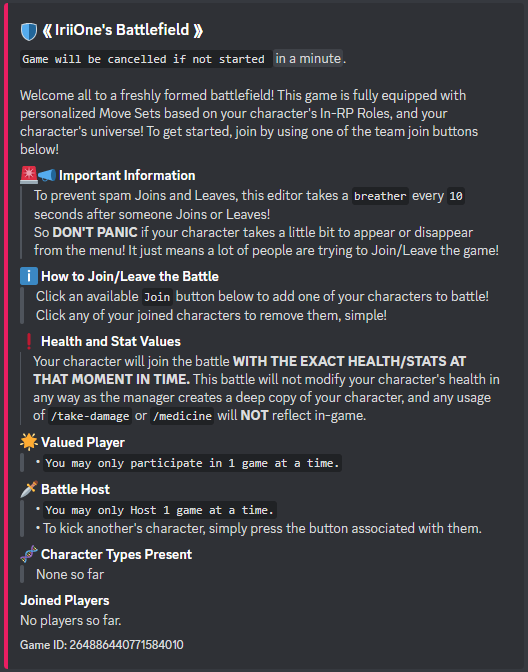 《 IriiOne's Battlefield 》
Game will be cancelled if not started in a minute.
Welcome all to a freshly formed battlefield! This game is fully equipped with
personalized Move Sets based on your character's In-RP Roles, and your
character's universe! To get started, join by using one of the team join buttons
below!
Important Information
To prevent spam Joins and Leaves, this editor takes a breather every 10
seconds after someone Joins or Leaves!
So DON'T PANIC if your character takes a little bit to appear or disappear
from the menu! It just means a lot of people are trying to Join/Leave the game!
How to Join/Leave the Battle
Click an available Join button below to add one of your characters to battle!
Click any of your joined characters to remove them, simple!
Health and Stat Values
Your character will join the battle WITH THE EXACT HEALTH/STATS AT
THAT MOMENT IN TIME. This battle will not modify your character's health in
any way as the manager creates a deep copy of your character, and any usage
of /take-damage or /medicine will NOT reflect in-game.
Valued Player
• You may only participate in 1 game at a time.
Battle Host
• You may only Host 1 game at a time.
• To kick another's character, simply press the button associated with them.
Character Types Present
None so far
Joined Players
No players so far.
Game ID: 264886440771584010